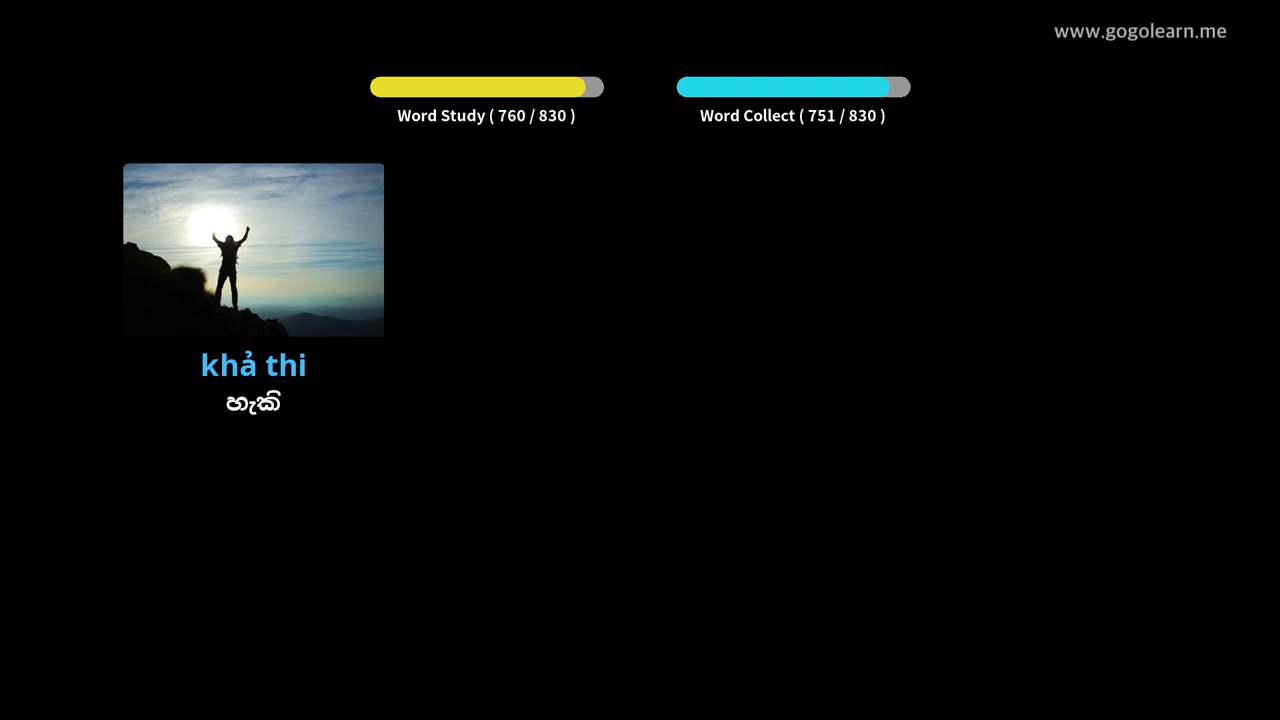 www.gogolearn.me
Word Study ( 760 / 830 )
Word Collect ( 751 / 830 )
khả thi
හැකි